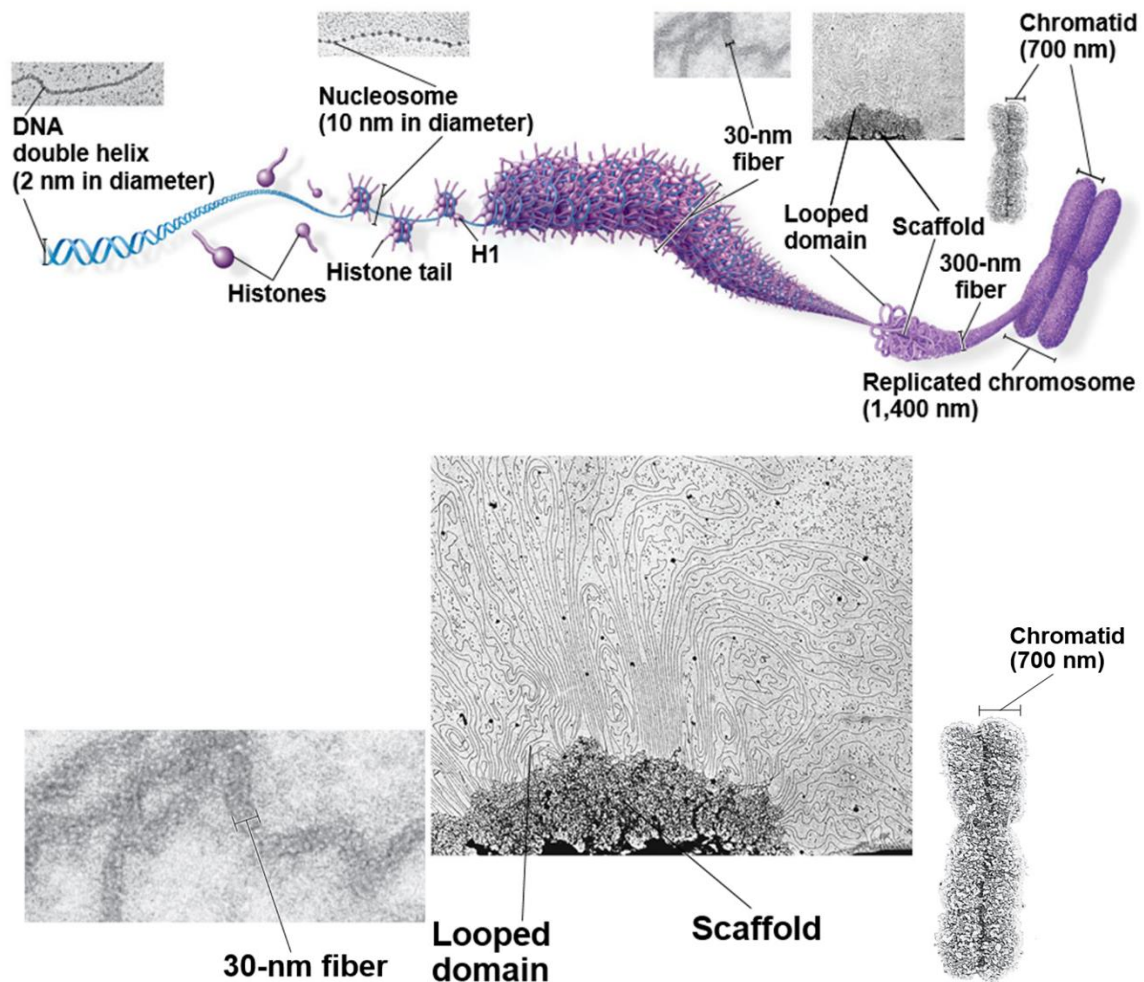 DNA
double helix
(2 nm in diameter)
Nucleosome
(10 nm in diameter)
Histones
Histone tail
H1
30-nm
fiber
Looped
domain
Scaffold
300-nm
fiber
Chromatid
(700 nm)
Replicated chromosome
(1,400 nm)
30-nm fiber
Looped
domain
Scaffold
Chromatid
(700 nm)